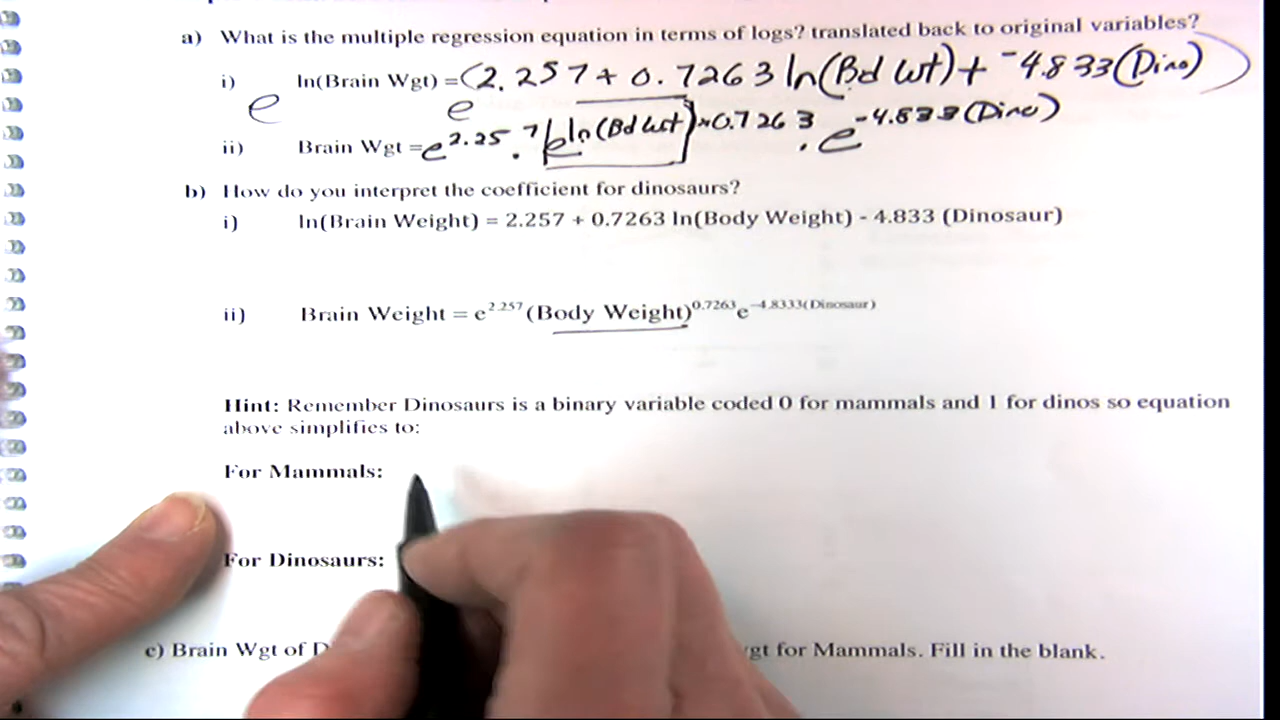 a) What is the multiple regression equation in terms of logs? translated back to original variables?
i) ln(Brain Wgt) = (2.257 + 0.7263 ln(Bd Wt) + -4.833(Dino)
e e
ii) Brain Wgt = e^2.257 . [e^ln(Bd Wt)]^0.7263 . e^-4.833(Dino)
b) How do you interpret the coefficient for dinosaurs?
i) ln(Brain Weight) = 2.257 + 0.7263 ln(Body Weight) - 4.833 (Dinosaur)
ii) Brain Weight = e^2.257 (Body Weight)^0.7263 e^-4.8333(Dinosaur)
Hint: Remember Dinosaurs is a binary variable coded 0 for mammals and 1 for dinos so equation
above simplifies to:
For Mammals:
For Dinosaurs:
c) Brain Wgt of for Mammals. Fill in the blank.